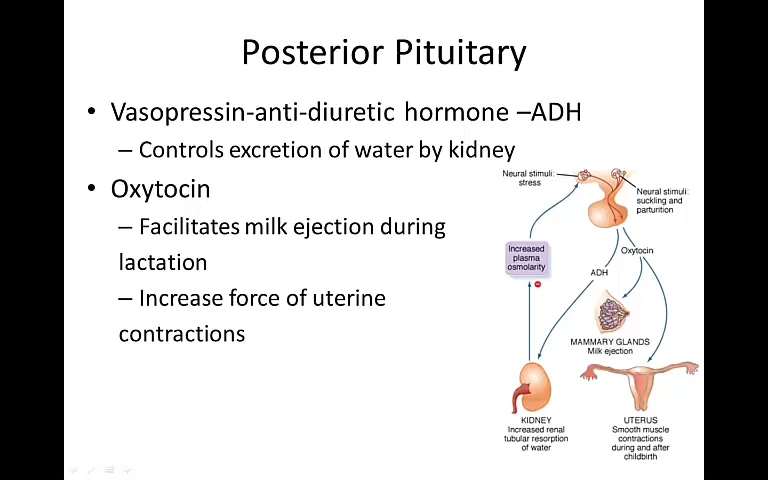 Posterior Pituitary
• Vasopressin-anti-diuretic hormone –ADH
– Controls excretion of water by kidney
• Oxytocin
– Facilitates milk ejection during
lactation
– Increase force of uterine
contractions
Neural stimuli:
stress
Neural stimuli:
suckling and
parturition
Increased
plasma
osmolarity
Oxytocin
ADH
MAMMARY GLANDS
Milk ejection
KIDNEY
Increased renal
tubular resorption
of water
UTERUS
Smooth muscle
contractions
during and after
childbirth